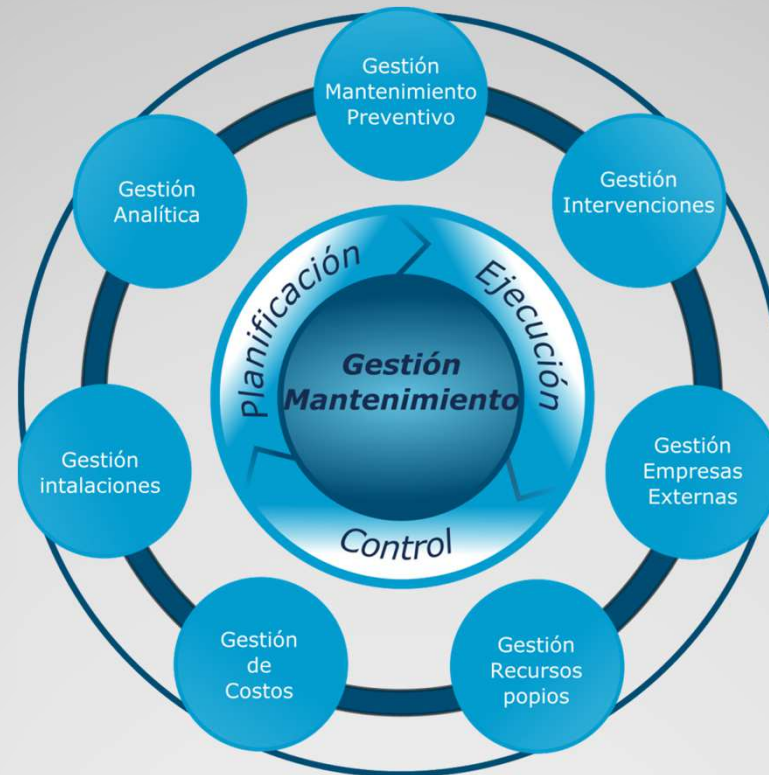 Gestión
Mantenimiento
Preventivo
Gestión
Intervenciones
Gestión
Empresas
Externas
Gestión
Recursos
popios
Gestión
de
Costos
Gestión
intalaciones
Gestión
Analítica
Planificación
Ejecución
Control
Gestión
Mantenimiento